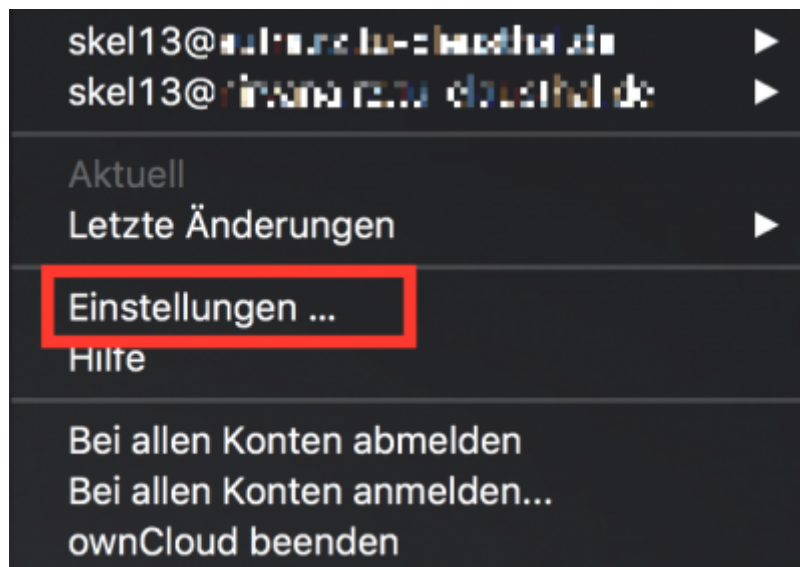 skel13@
skel13@
Aktuell
Letzte Änderungen
Einstellungen ...
Hilfe
Bei allen Konten abmelden
Bei allen Konten anmelden...
ownCloud beenden